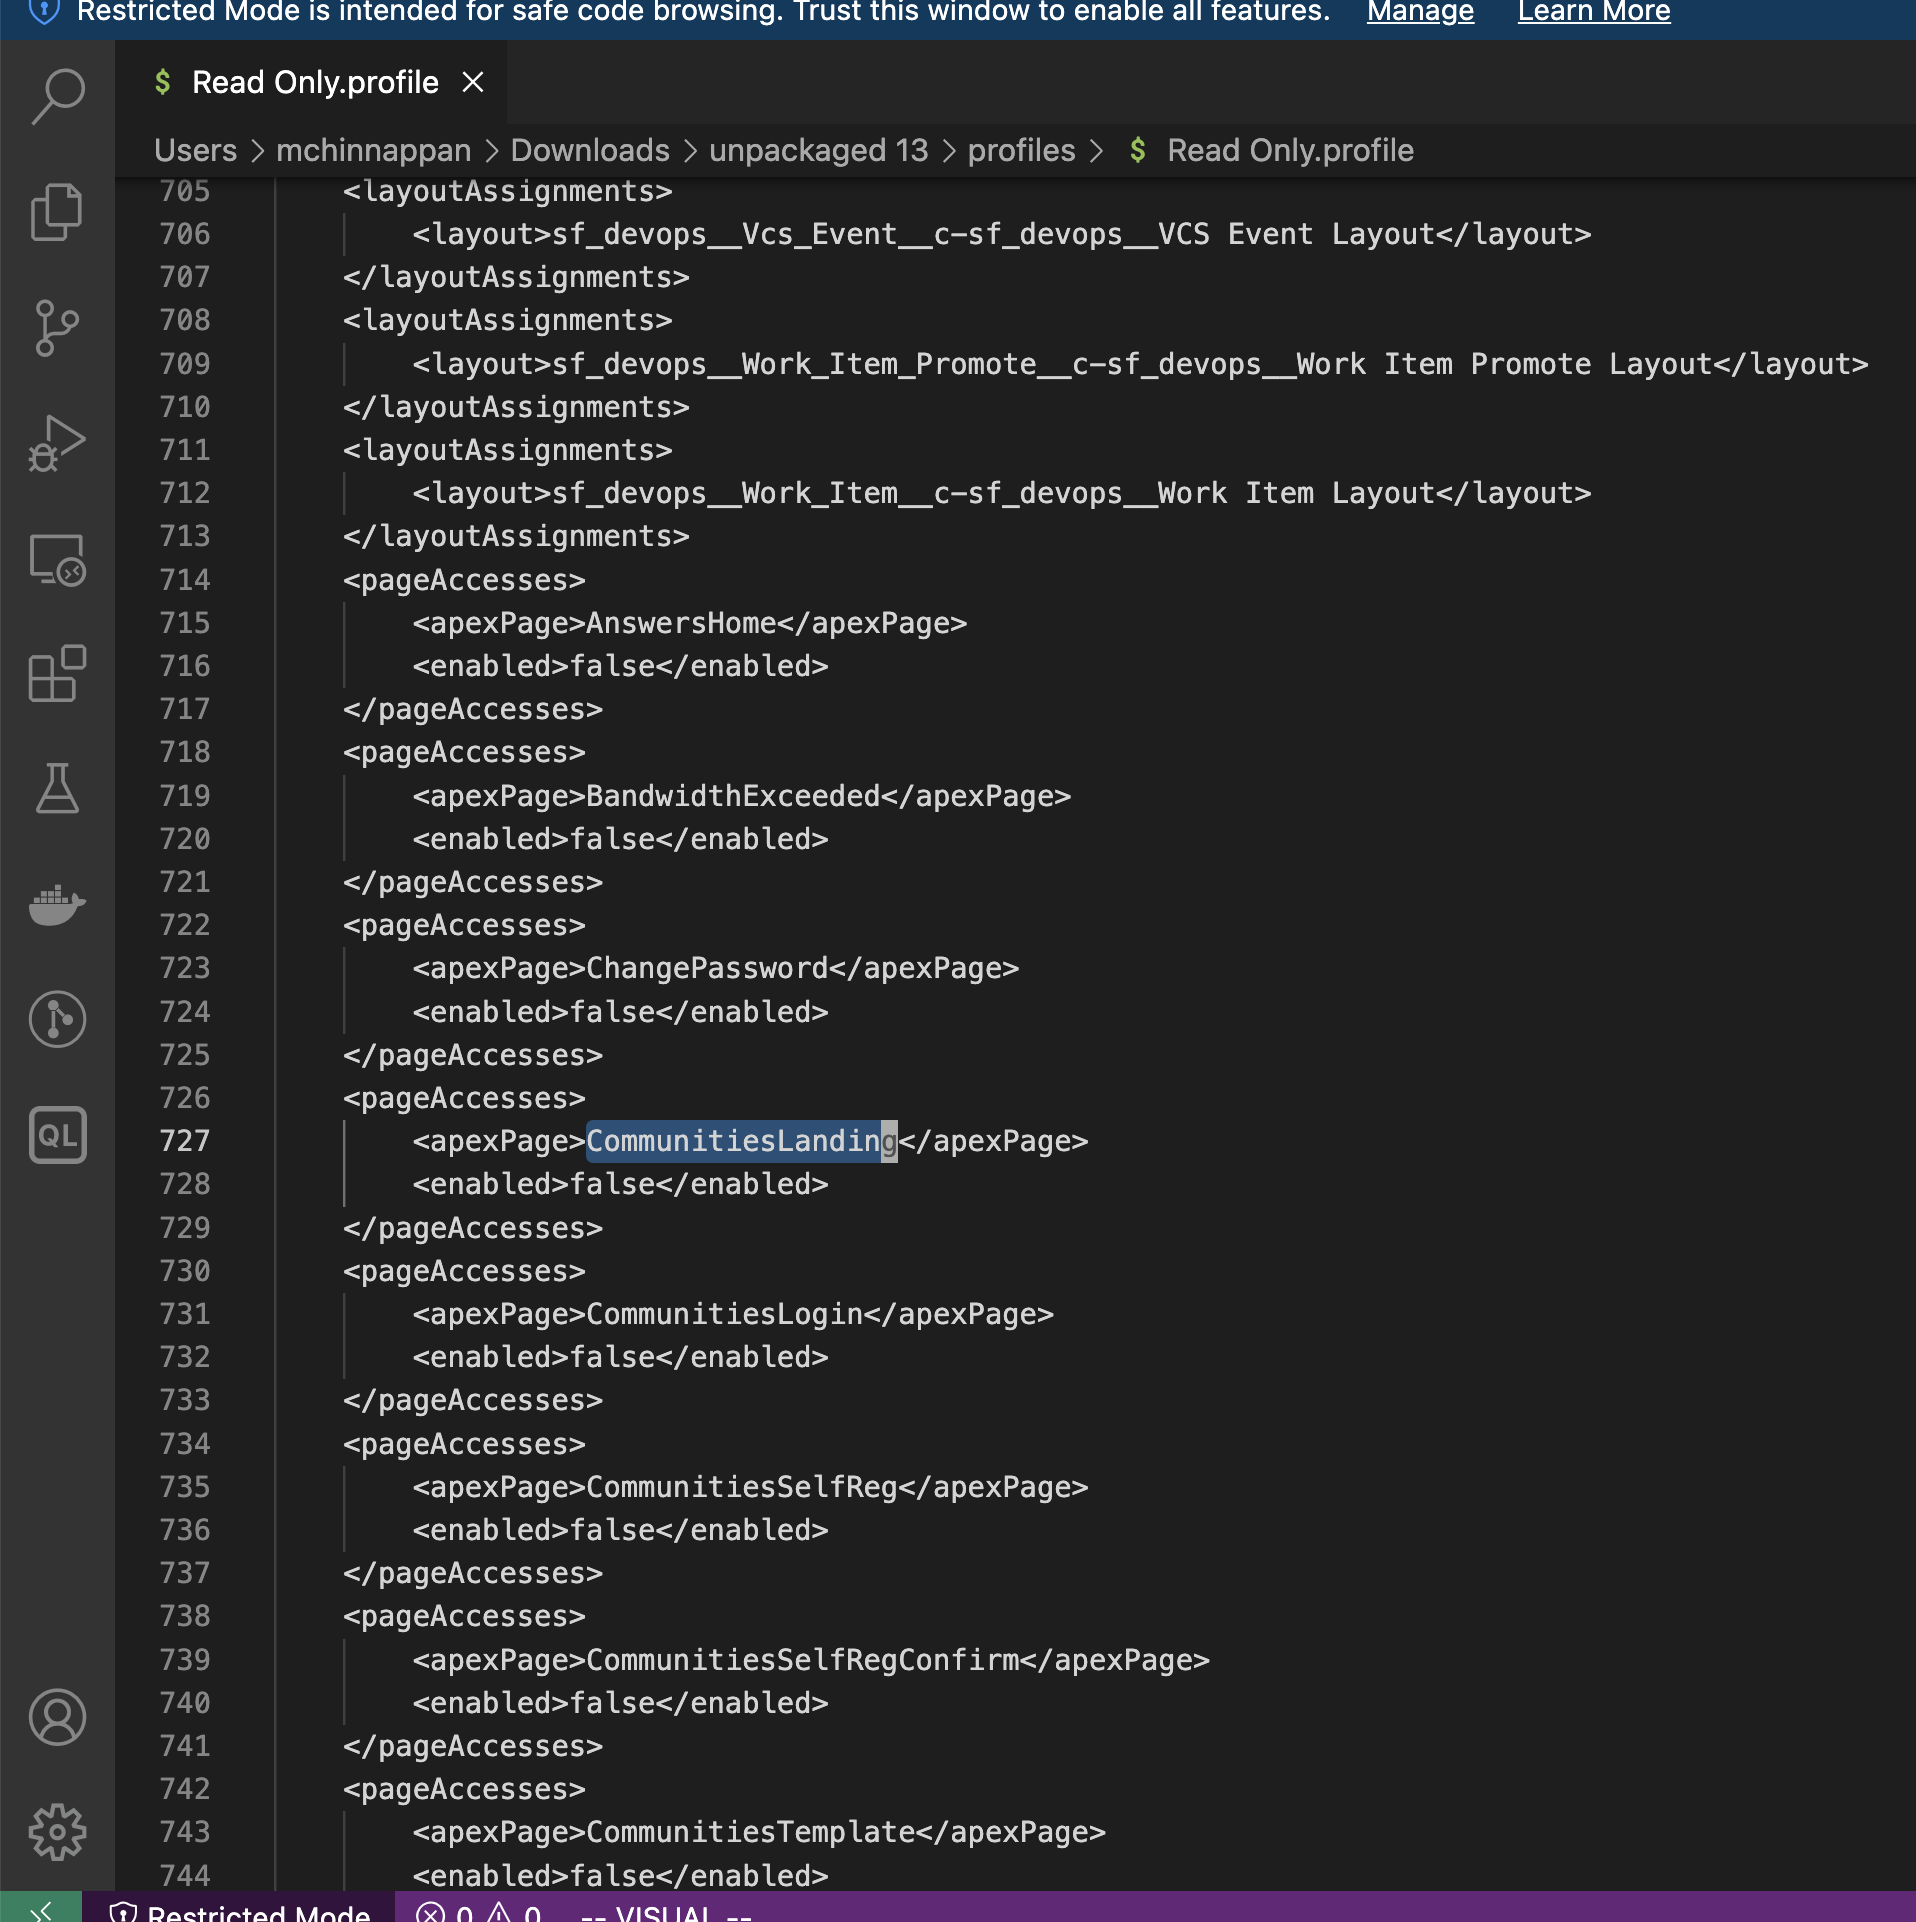 Restricted Mode is intended for safe code browsing. Trust this window to enable all features. Manage Learn More
$ Read Only.profile
Users > mchinnappan > Downloads > unpackaged 13 > profiles > $ Read Only.profile
705 <layoutAssignments>
706 <layout>sf_devops__Vcs_Event__c-sf_devops__VCS Event Layout</layout>
707 </layoutAssignments>
708 <layoutAssignments>
709 <layout>sf_devops__Work_Item_Promote__c-sf_devops__Work Item Promote Layout</layout>
710 </layoutAssignments>
711 <layoutAssignments>
712 <layout>sf_devops__Work_Item__c-sf_devops__Work Item Layout</layout>
713 </layoutAssignments>
714 <pageAccesses>
715 <apexPage>AnswersHome</apexPage>
716 <enabled>false</enabled>
717 </pageAccesses>
718 <pageAccesses>
719 <apexPage>BandwidthExceeded</apexPage>
720 <enabled>false</enabled>
721 </pageAccesses>
722 <pageAccesses>
723 <apexPage>ChangePassword</apexPage>
724 <enabled>false</enabled>
725 </pageAccesses>
726 <pageAccesses>
727 <apexPage>CommunitiesLanding</apexPage>
728 <enabled>false</enabled>
729 </pageAccesses>
730 <pageAccesses>
731 <apexPage>CommunitiesLogin</apexPage>
732 <enabled>false</enabled>
733 </pageAccesses>
734 <pageAccesses>
735 <apexPage>CommunitiesSelfReg</apexPage>
736 <enabled>false</enabled>
737 </pageAccesses>
738 <pageAccesses>
739 <apexPage>CommunitiesSelfRegConfirm</apexPage>
740 <enabled>false</enabled>
741 </pageAccesses>
742 <pageAccesses>
743 <apexPage>CommunitiesTemplate</apexPage>
744 <enabled>false</enabled>
QL
Restricted Mode 0 0 -- VISUAL --